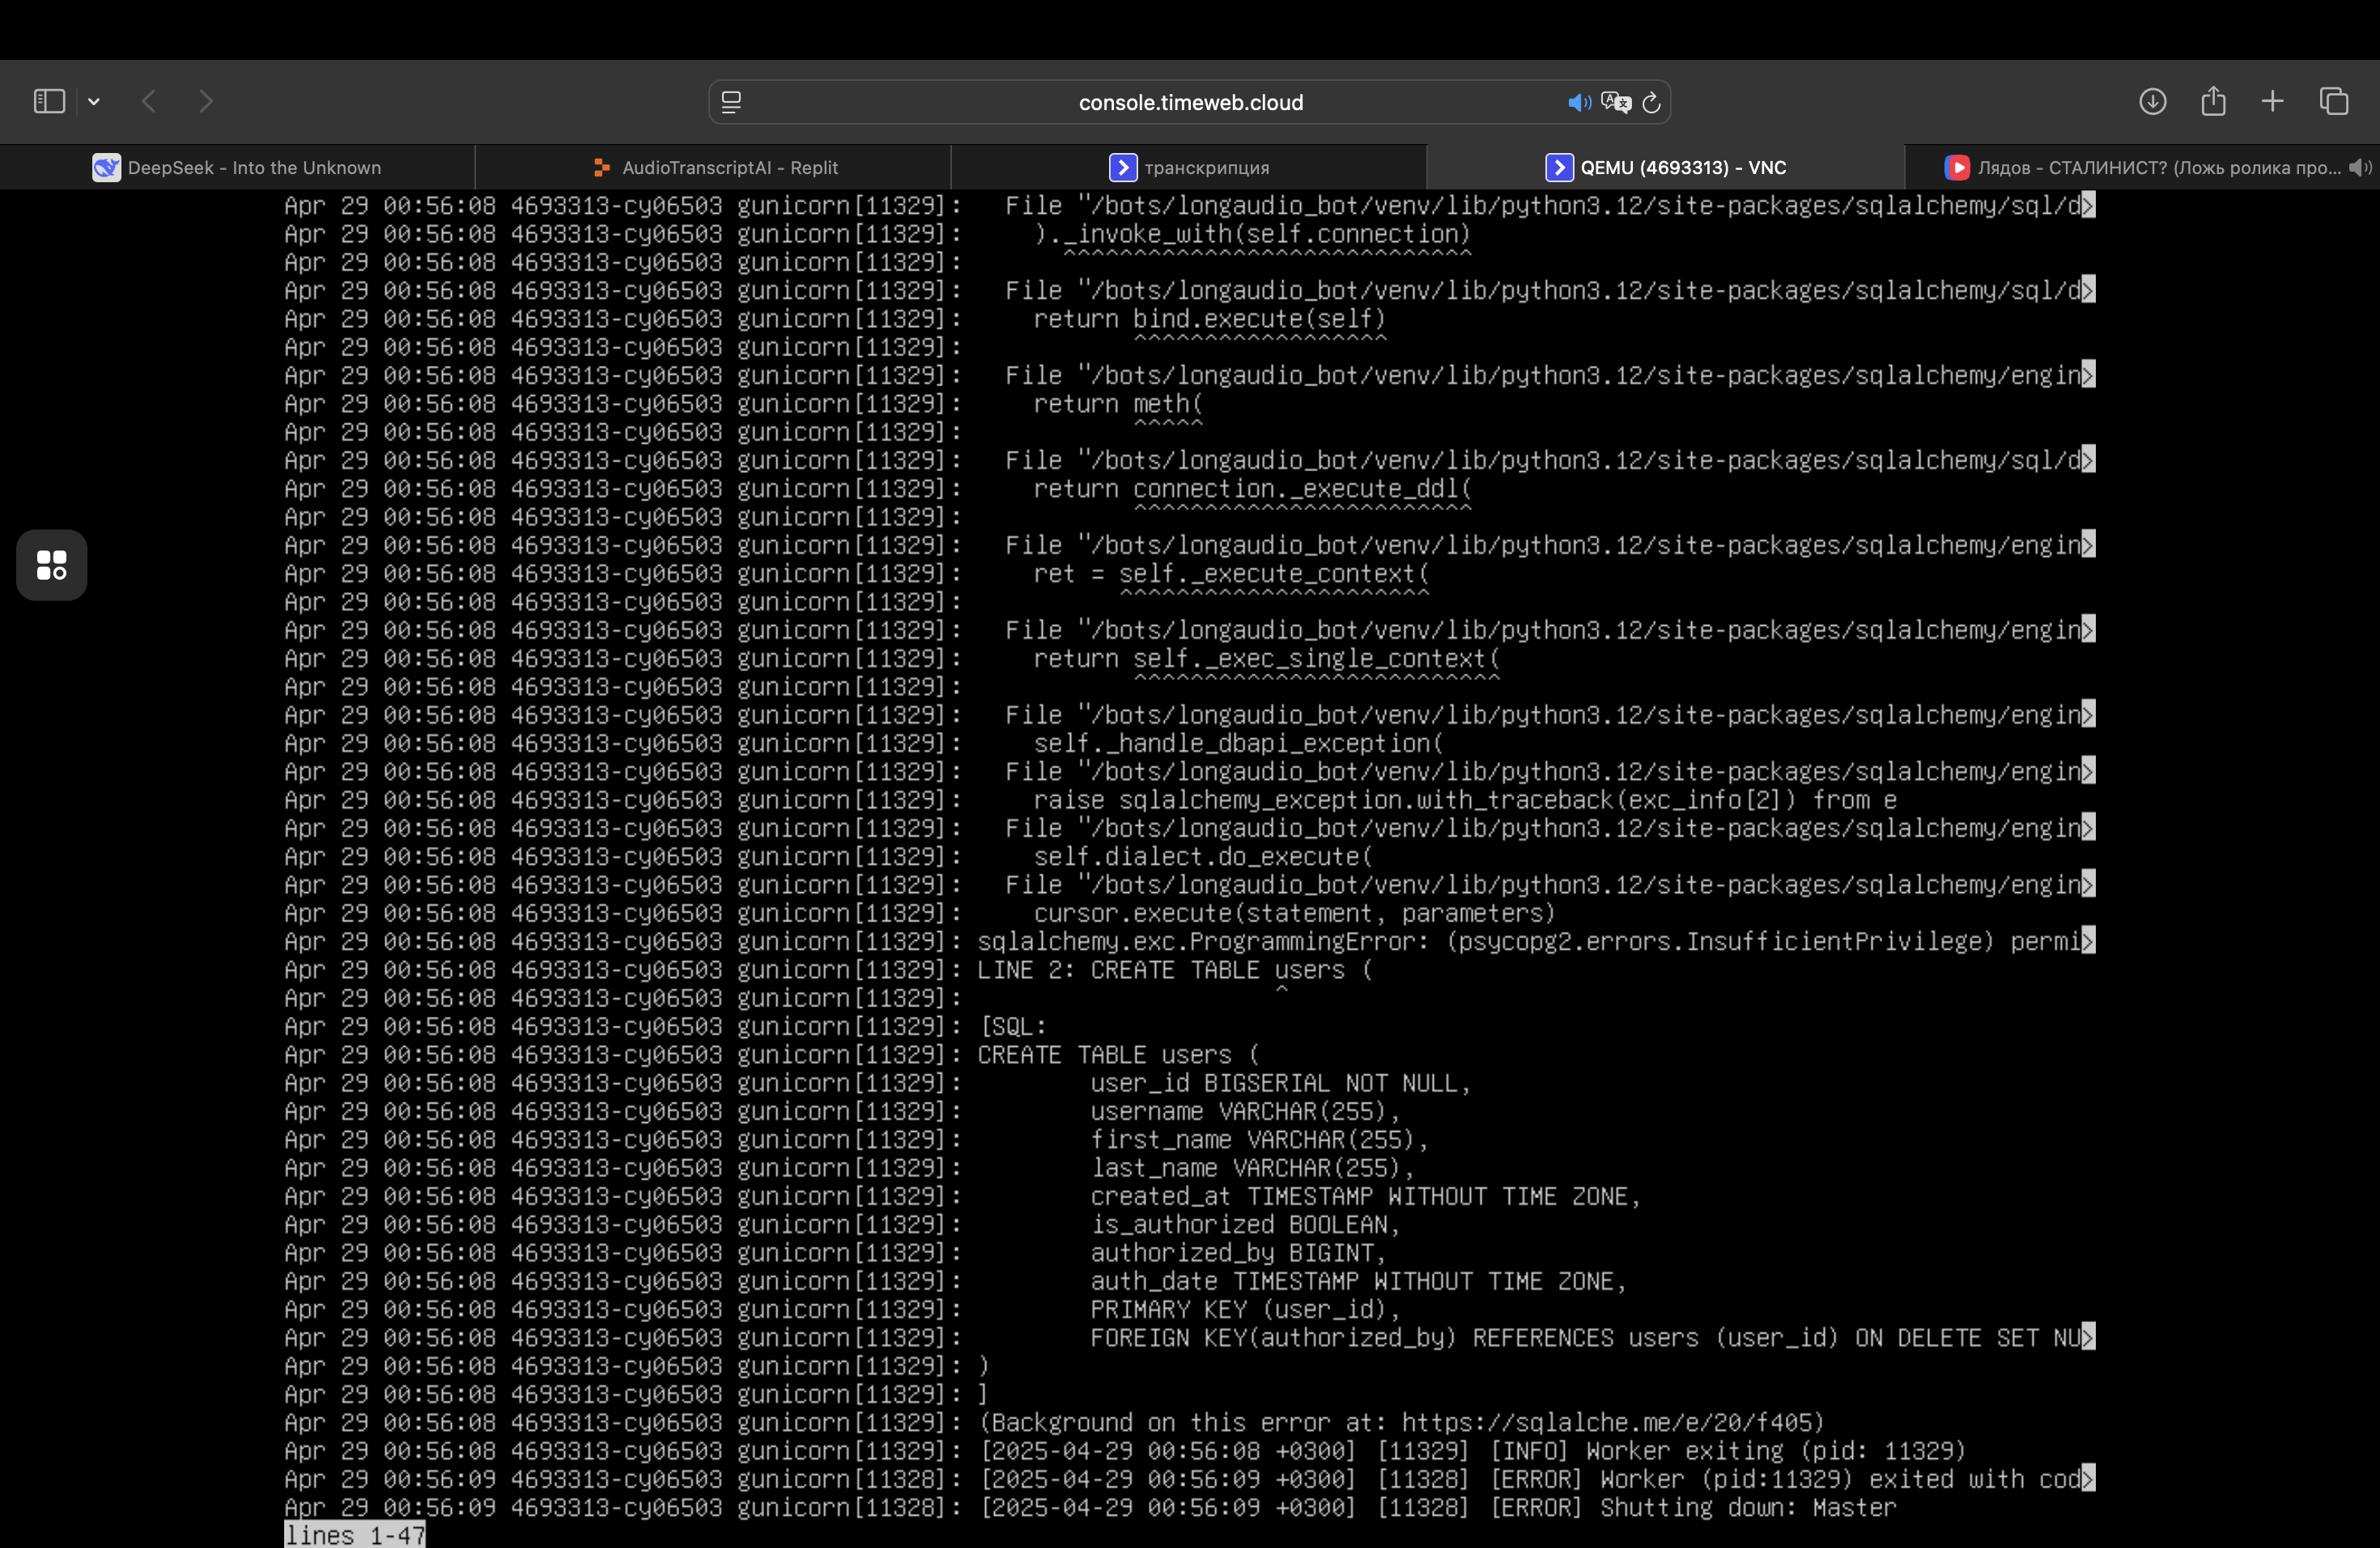 console.timeweb.cloud
DeepSeek - Into the Unknown
AudioTranscriptAI - Replit
транскрипция
QEMU (4693313) - VNC
Лядов - СТАЛИНИСТ? (Ложь ролика про...
Apr 29 00:56:08 4693313-cy06503 gunicorn[11329]:   File "/bots/longaudio_bot/venv/lib/python3.12/site-packages/sqlalchemy/sql/d>
Apr 29 00:56:08 4693313-cy06503 gunicorn[11329]:     )._invoke_with(self.connection)
Apr 29 00:56:08 4693313-cy06503 gunicorn[11329]:      ^^^^^^^^^^^^^^^^^^^^^^^^^^^^^
Apr 29 00:56:08 4693313-cy06503 gunicorn[11329]:   File "/bots/longaudio_bot/venv/lib/python3.12/site-packages/sqlalchemy/sql/d>
Apr 29 00:56:08 4693313-cy06503 gunicorn[11329]:     return bind.execute(self)
Apr 29 00:56:08 4693313-cy06503 gunicorn[11329]:            ^^^^^^^^^^^^^^^^^^
Apr 29 00:56:08 4693313-cy06503 gunicorn[11329]:   File "/bots/longaudio_bot/venv/lib/python3.12/site-packages/sqlalchemy/engin>
Apr 29 00:56:08 4693313-cy06503 gunicorn[11329]:     return meth(
Apr 29 00:56:08 4693313-cy06503 gunicorn[11329]:            ^^^^^
Apr 29 00:56:08 4693313-cy06503 gunicorn[11329]:   File "/bots/longaudio_bot/venv/lib/python3.12/site-packages/sqlalchemy/sql/d>
Apr 29 00:56:08 4693313-cy06503 gunicorn[11329]:     return connection._execute_ddl(
Apr 29 00:56:08 4693313-cy06503 gunicorn[11329]:            ^^^^^^^^^^^^^^^^^^^^^^^^
Apr 29 00:56:08 4693313-cy06503 gunicorn[11329]:   File "/bots/longaudio_bot/venv/lib/python3.12/site-packages/sqlalchemy/engin>
Apr 29 00:56:08 4693313-cy06503 gunicorn[11329]:     ret = self._execute_context(
Apr 29 00:56:08 4693313-cy06503 gunicorn[11329]:           ^^^^^^^^^^^^^^^^^^^^^^
Apr 29 00:56:08 4693313-cy06503 gunicorn[11329]:   File "/bots/longaudio_bot/venv/lib/python3.12/site-packages/sqlalchemy/engin>
Apr 29 00:56:08 4693313-cy06503 gunicorn[11329]:     return self._exec_single_context(
Apr 29 00:56:08 4693313-cy06503 gunicorn[11329]:            ^^^^^^^^^^^^^^^^^^^^^^^^^^
Apr 29 00:56:08 4693313-cy06503 gunicorn[11329]:   File "/bots/longaudio_bot/venv/lib/python3.12/site-packages/sqlalchemy/engin>
Apr 29 00:56:08 4693313-cy06503 gunicorn[11329]:     self._handle_dbapi_exception(
Apr 29 00:56:08 4693313-cy06503 gunicorn[11329]:   File "/bots/longaudio_bot/venv/lib/python3.12/site-packages/sqlalchemy/engin>
Apr 29 00:56:08 4693313-cy06503 gunicorn[11329]:     raise sqlalchemy_exception.with_traceback(exc_info[2]) from e
Apr 29 00:56:08 4693313-cy06503 gunicorn[11329]:   File "/bots/longaudio_bot/venv/lib/python3.12/site-packages/sqlalchemy/engin>
Apr 29 00:56:08 4693313-cy06503 gunicorn[11329]:     self.dialect.do_execute(
Apr 29 00:56:08 4693313-cy06503 gunicorn[11329]:   File "/bots/longaudio_bot/venv/lib/python3.12/site-packages/sqlalchemy/engin>
Apr 29 00:56:08 4693313-cy06503 gunicorn[11329]:     cursor.execute(statement, parameters)
Apr 29 00:56:08 4693313-cy06503 gunicorn[11329]: sqlalchemy.exc.ProgrammingError: (psycopg2.errors.InsufficientPrivilege) permi>
Apr 29 00:56:08 4693313-cy06503 gunicorn[11329]: LINE 2: CREATE TABLE users (
Apr 29 00:56:08 4693313-cy06503 gunicorn[11329]:                      ^
Apr 29 00:56:08 4693313-cy06503 gunicorn[11329]: [SQL:
Apr 29 00:56:08 4693313-cy06503 gunicorn[11329]: CREATE TABLE users (
Apr 29 00:56:08 4693313-cy06503 gunicorn[11329]:         user_id BIGSERIAL NOT NULL,
Apr 29 00:56:08 4693313-cy06503 gunicorn[11329]:         username VARCHAR(255),
Apr 29 00:56:08 4693313-cy06503 gunicorn[11329]:         first_name VARCHAR(255),
Apr 29 00:56:08 4693313-cy06503 gunicorn[11329]:         last_name VARCHAR(255),
Apr 29 00:56:08 4693313-cy06503 gunicorn[11329]:         created_at TIMESTAMP WITHOUT TIME ZONE,
Apr 29 00:56:08 4693313-cy06503 gunicorn[11329]:         is_authorized BOOLEAN,
Apr 29 00:56:08 4693313-cy06503 gunicorn[11329]:         authorized_by BIGINT,
Apr 29 00:56:08 4693313-cy06503 gunicorn[11329]:         auth_date TIMESTAMP WITHOUT TIME ZONE,
Apr 29 00:56:08 4693313-cy06503 gunicorn[11329]:         PRIMARY KEY (user_id),
Apr 29 00:56:08 4693313-cy06503 gunicorn[11329]:         FOREIGN KEY(authorized_by) REFERENCES users (user_id) ON DELETE SET NU>
Apr 29 00:56:08 4693313-cy06503 gunicorn[11329]: )
Apr 29 00:56:08 4693313-cy06503 gunicorn[11329]: ]
Apr 29 00:56:08 4693313-cy06503 gunicorn[11329]: (Background on this error at: https://sqlalche.me/e/20/f405)
Apr 29 00:56:08 4693313-cy06503 gunicorn[11329]: [2025-04-29 00:56:08 +0300] [11329] [INFO] Worker exiting (pid: 11329)
Apr 29 00:56:09 4693313-cy06503 gunicorn[11328]: [2025-04-29 00:56:09 +0300] [11328] [ERROR] Worker (pid:11329) exited with cod>
Apr 29 00:56:09 4693313-cy06503 gunicorn[11328]: [2025-04-29 00:56:09 +0300] [11328] [ERROR] Shutting down: Master
lines 1-47